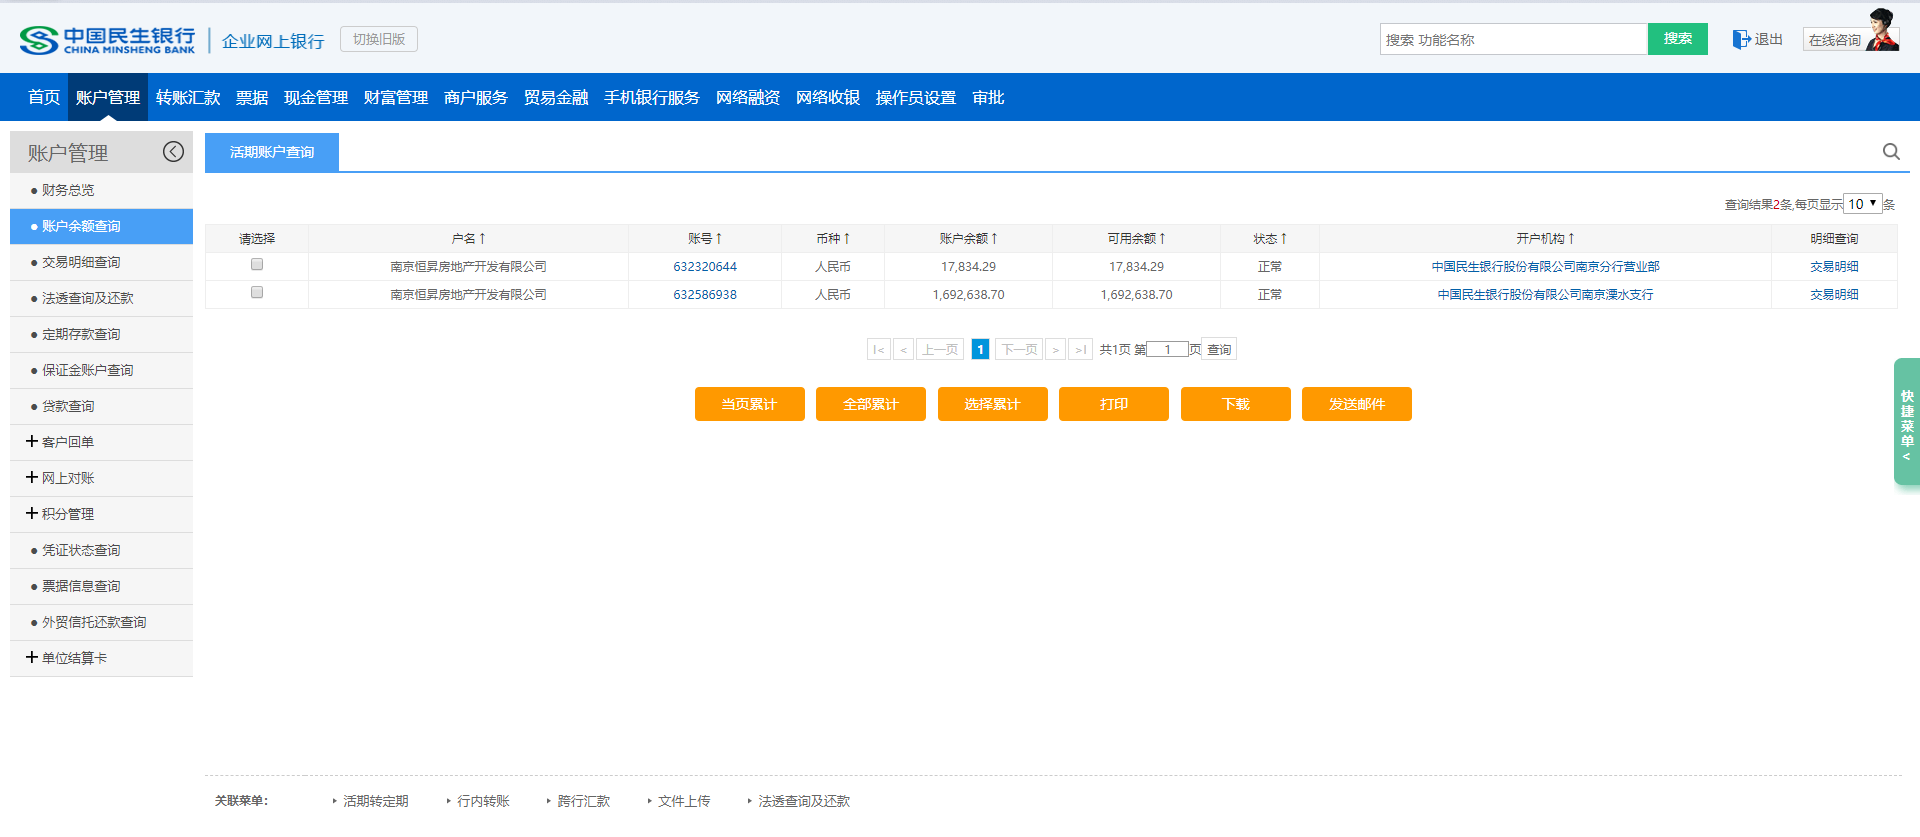 中国民生银行
CHINA MINSHENG BANK
企业网上银行
切换旧版
搜索 功能名称
搜索
退出
在线咨询
首页 账户管理 转账汇款 票据 现金管理 财富管理 商户服务 贸易金融 手机银行服务 网络融资 网络收银 操作员设置 审批
账户管理
财务总览
账户余额查询
交易明细查询
法透查询及还款
定期存款查询
保证金账户查询
贷款查询
客户回单
网上对账
积分管理
凭证状态查询
票据信息查询
外贸信托还款查询
单位结算卡
活期账户查询
查询结果2条,每页显示 10 条
请选择 户名↑ 账号↑ 币种↑ 账户余额↑ 可用余额↑ 状态↑ 开户机构↑ 明细查询
南京恒昇房地产开发有限公司 632320644 人民币 17,834.29 17,834.29 正常 中国民生银行股份有限公司南京分行营业部 交易明细
南京恒昇房地产开发有限公司 632586938 人民币 1,692,638.70 1,692,638.70 正常 中国民生银行股份有限公司南京溧水支行 交易明细
|< < 上一页 1 下一页 > >| 共1页 第 1 页 查询
当页累计 全部累计 选择累计 打印 下载 发送邮件
快捷菜单<
关联菜单: 活期转定期 行内转账 跨行汇款 文件上传 法透查询及还款